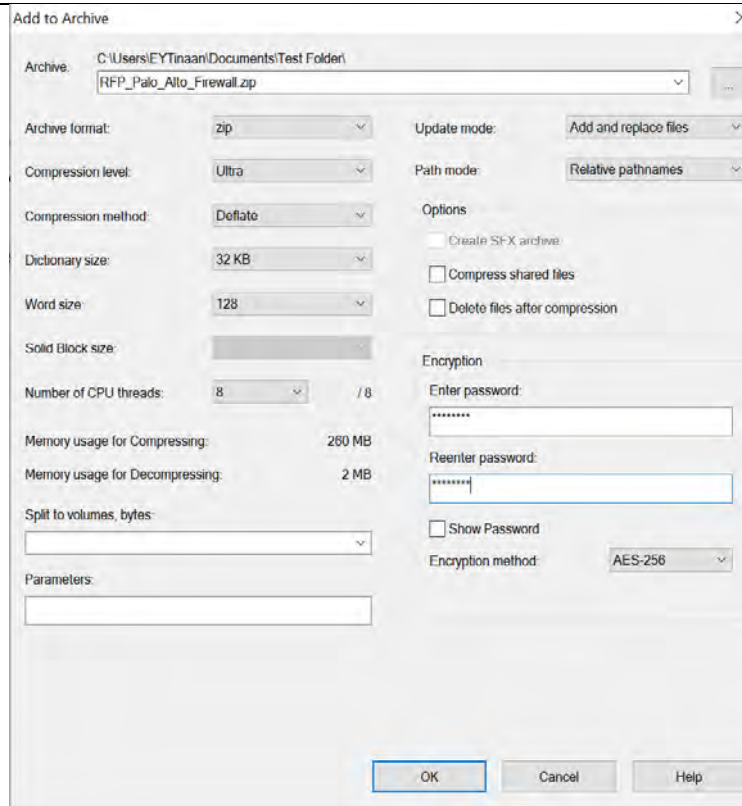 Add to Archive
Archive: C:\Users\EYTinaan\Documents\Test Folder\
RFP_Palo_Alto_Firewall.zip
...
Archive format: zip
Update mode: Add and replace files
Compression level: Ultra
Path mode: Relative pathnames
Compression method: Deflate
Options
Create SFX archive
Dictionary size: 32 KB
Compress shared files
Word size: 128
Delete files after compression
Solid Block size:
Encryption
Number of CPU threads: 8 / 8
Enter password:
********
Memory usage for Compressing: 260 MB
Reenter password:
Memory usage for Decompressing: 2 MB
********
Split to volumes, bytes:
Show Password
Encryption method: AES-256
Parameters:
OK Cancel Help